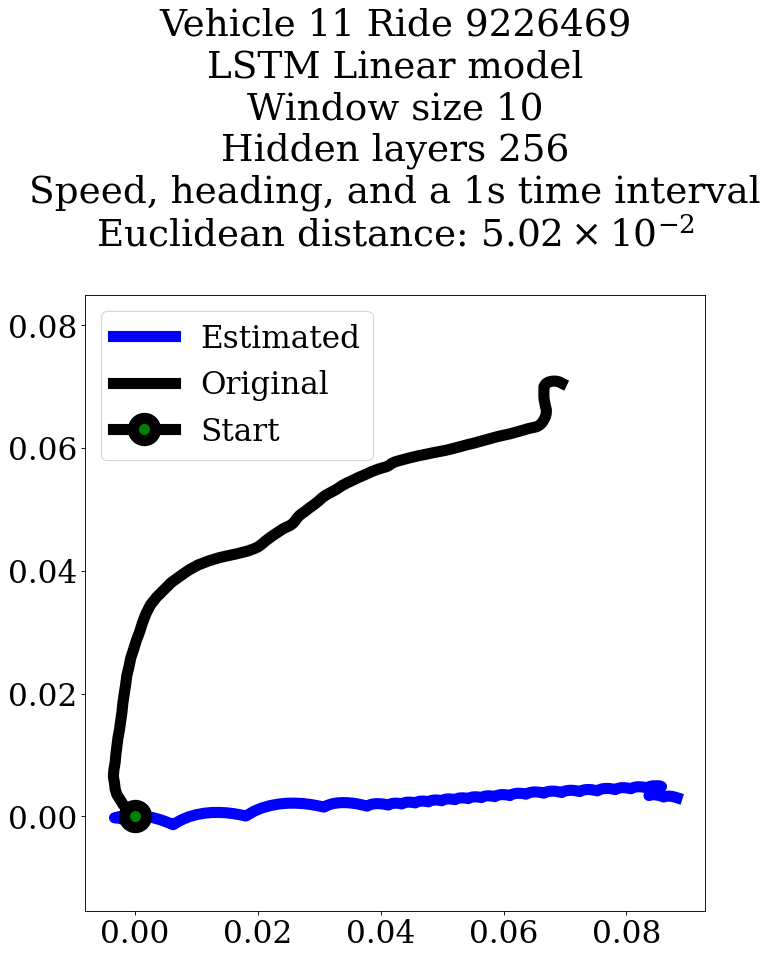 Vehicle 11 Ride 9226469
LSTM Linear model
Window size 10
Hidden layers 256
Speed, heading, and a 1s time interval
Euclidean distance: 5.02 × 10⁻²
Estimated
Original
Start
0.08
0.06
0.04
0.02
0.00
0.00 0.02 0.04 0.06 0.08